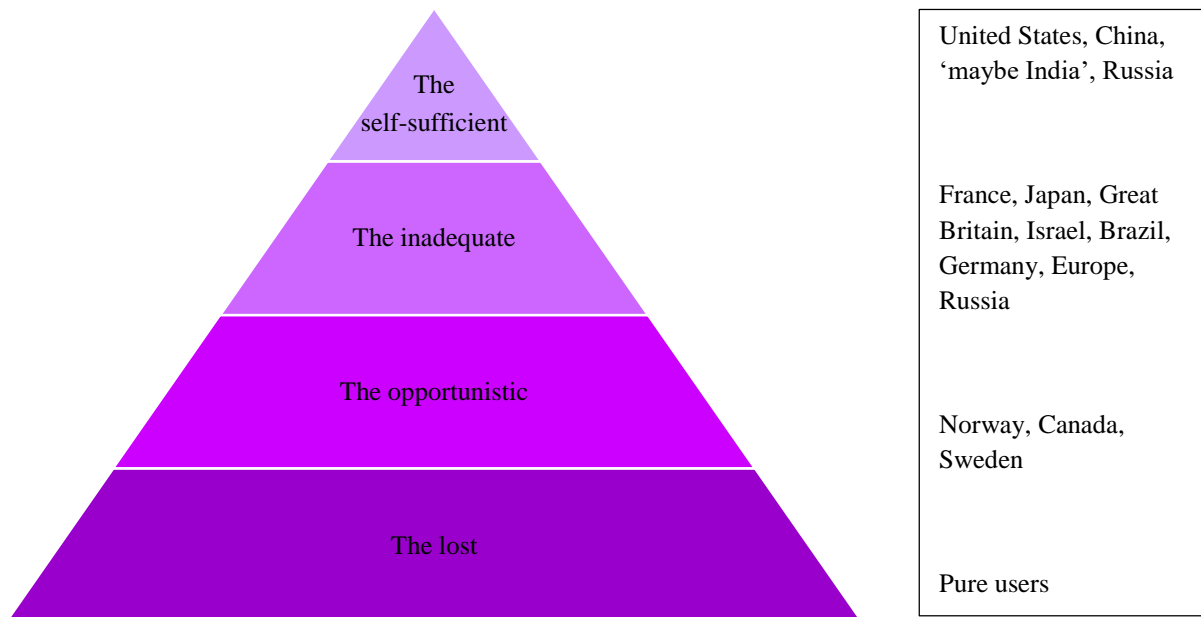 The
self-sufficient
United States, China,
‘maybe India’, Russia
The inadequate
France, Japan, Great
Britain, Israel, Brazil,
Germany, Europe,
Russia
The opportunistic
Norway, Canada,
Sweden
The lost
Pure users